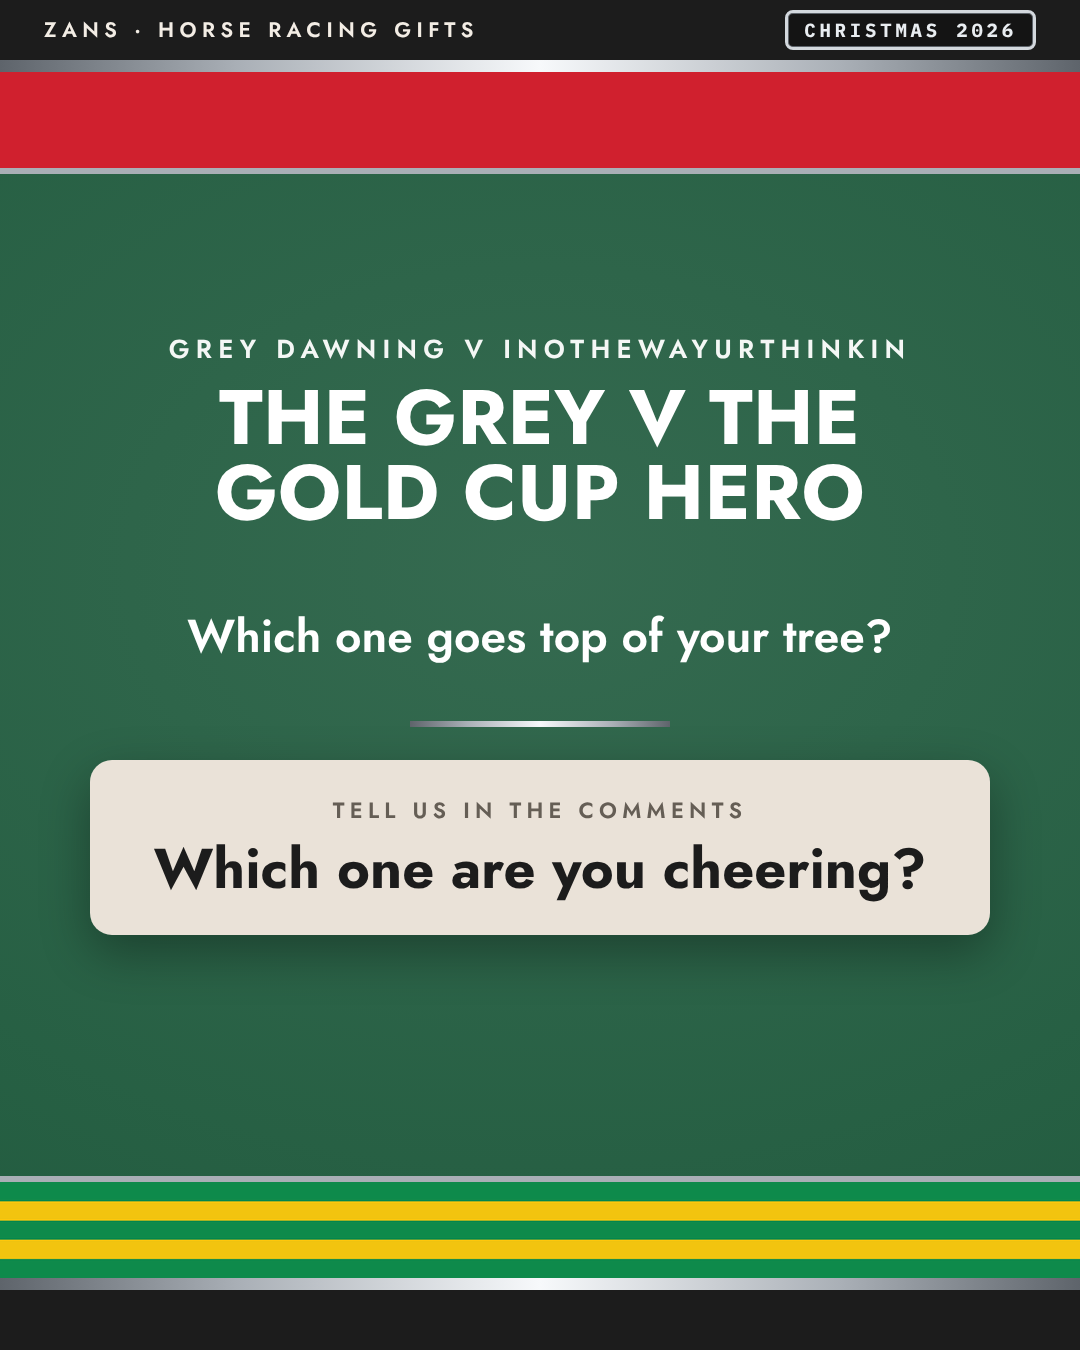 ZANS · HORSE RACING GIFTS
CHRISTMAS 2026
GREY DAWNING V INOTHEWAYURTHINKIN
THE GREY V THE
GOLD CUP HERO
Which one goes top of your tree?
TELL US IN THE COMMENTS
Which one are you cheering?